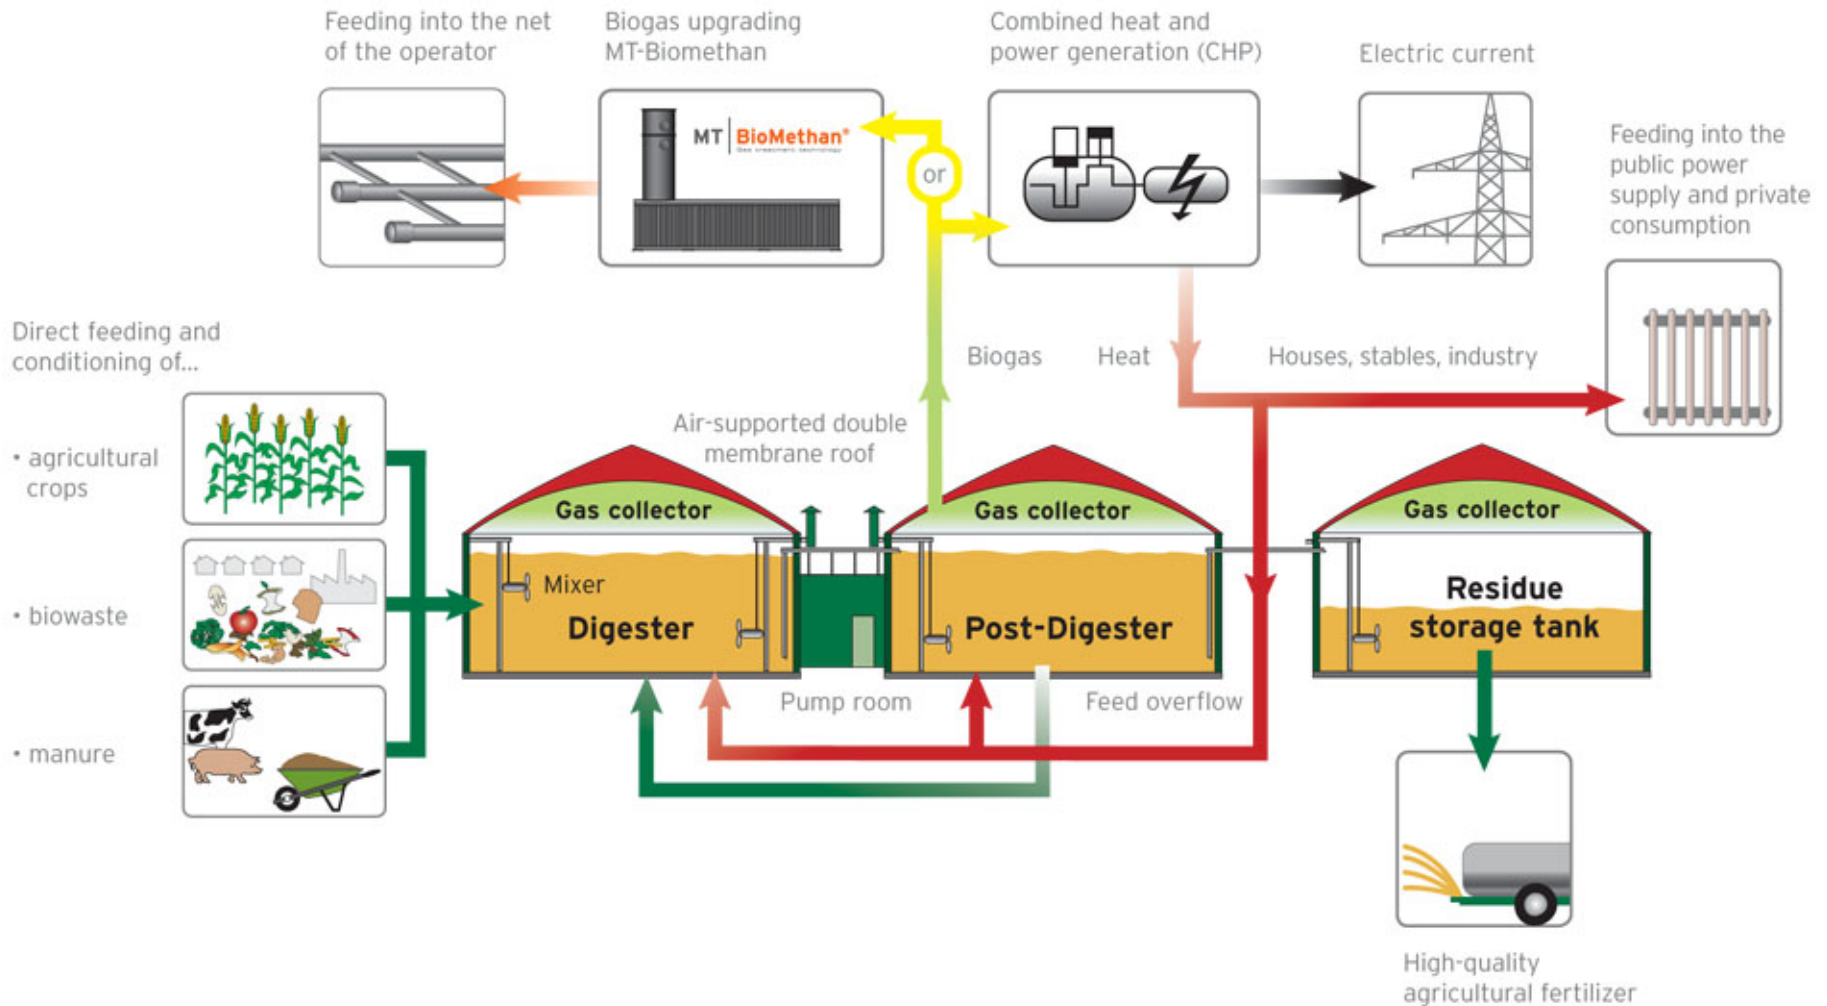 Feeding into the net
of the operator
Biogas upgrading
MT-Biomethan
Combined heat and
power generation (CHP)
Electric current
Feeding into the
public power
supply and private
consumption
MT BioMethan®
Gas treatment technology
or
Direct feeding and
conditioning of...
• agricultural
crops
• biowaste
• manure
Biogas
Heat
Houses, stables, industry
Air-supported double
membrane roof
Gas collector
Gas collector
Gas collector
Mixer
Digester
Post-Digester
Residue
storage tank
Pump room
Feed overflow
High-quality
agricultural fertilizer